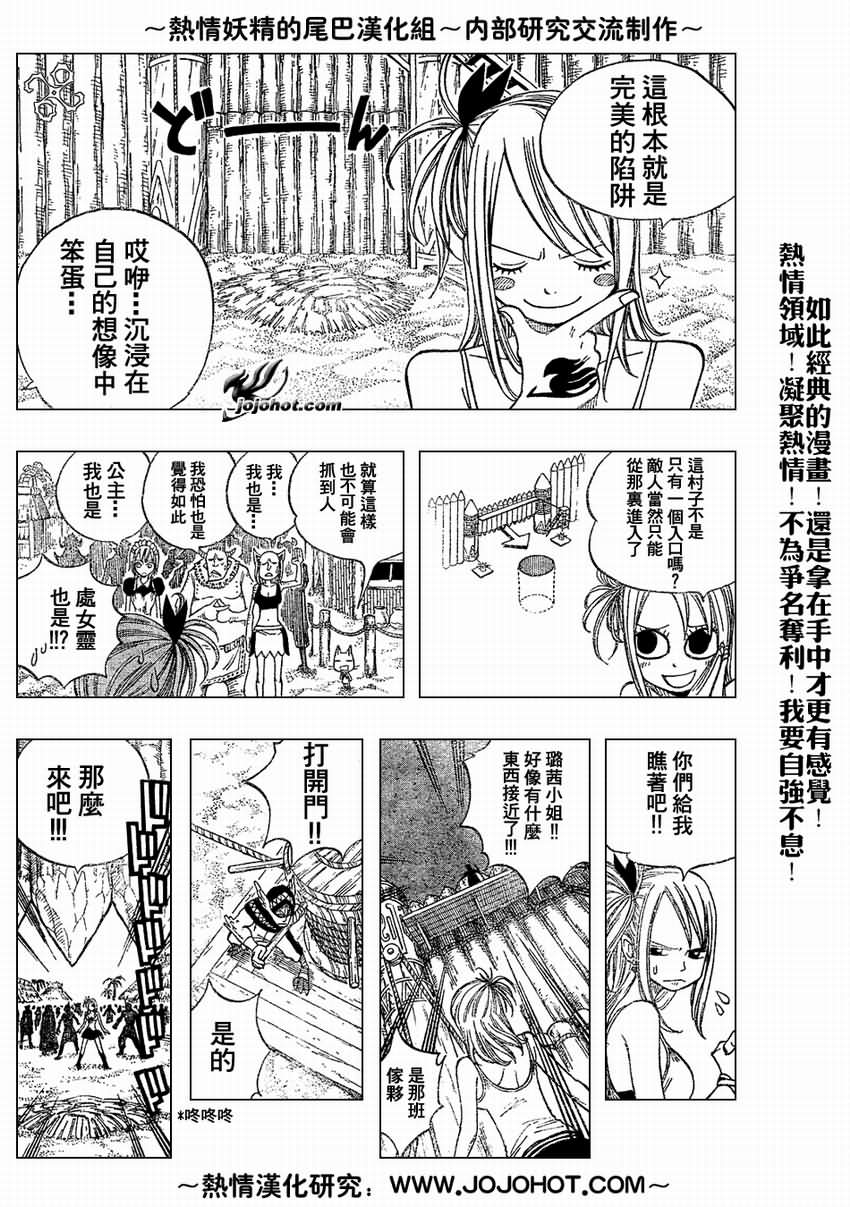 ～熱情妖精的尾巴漢化組～内部研究交流制作～
這根本就是
完美的陷阱
どーーん
哎咿…沉浸在
自己的想像中
笨蛋…
jojohot.com
這村子不是
只有一個入口嗎?
敵人當然只能
從那裏進入了
就算這樣
也不可能會
抓到人
我…
我也是…
我恐怕也是
覺得如此
公主…
我也是
處女靈
也是!!?
你們給我
瞧著吧!!
璐茜小姐!!
好像有什麼
東西接近了!!!
是那班
傢夥
打開門!!
是的
那麼
來吧!!!
*咚咚咚
如此經典的漫畫！還是拿在手中才更有感覺！
熱情領域！凝聚熱情！不為爭名奪利！我要自強不息！
～熱情漢化研究：WWW.JOJOHOT.COM～